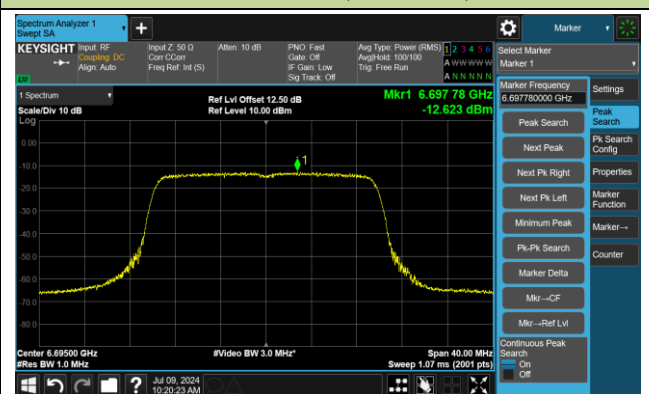 Spectrum Analyzer 1
Swept SA
Marker
KEYSIGHT
Input: RF
Coupling: DC
Align: Auto
Input Z: 50 Ω
Corr CCorr
Freq Ref: Int (S)
Atten: 10 dB
PNO: Fast
Gate: Off
IF Gain: Low
Sig Track: Off
Avg Type: Power (RMS)
Avg|Hold: 100/100
Trig: Free Run
1 2 3 4 5 6
A W W W W W
A N N N N N
LXI
Select Marker
Marker 1
1 Spectrum
Scale/Div 10 dB
Log
Ref Lvl Offset 12.50 dB
Ref Level 10.00 dBm
Mkr1 6.697 78 GHz
-12.623 dBm
0.00
-10.0
-20.0
-30.0
-40.0
-50.0
-60.0
-70.0
-80.0
1
Center 6.69500 GHz
#Res BW 1.0 MHz
#Video BW 3.0 MHz*
Span 40.00 MHz
Sweep 1.07 ms (2001 pts)
Marker Frequency
6.697780000 GHz
Peak Search
Next Peak
Next Pk Right
Next Pk Left
Minimum Peak
Pk-Pk Search
Marker Delta
Mkr→CF
Mkr→Ref Lvl
Continuous Peak
Search
On
Off
Settings
Peak
Search
Pk Search
Config
Properties
Marker
Function
Marker→
Counter
?
Jul 09, 2024
10:20:23 AM